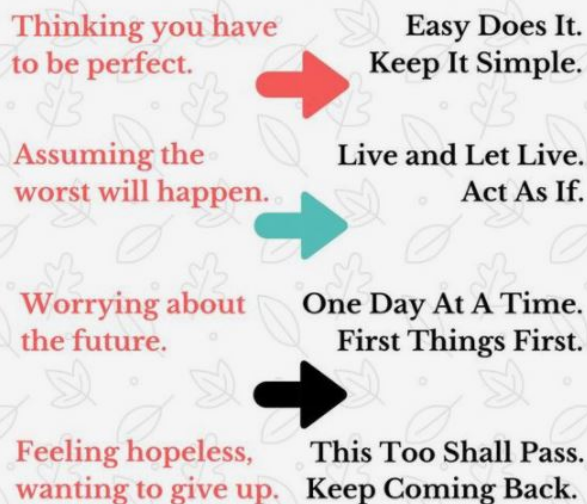 Thinking you have
to be perfect.
Easy Does It.
Keep It Simple.
Assuming the
worst will happen.
Live and Let Live.
Act As If.
Worrying about
the future.
One Day At A Time.
First Things First.
Feeling hopeless,
wanting to give up.
This Too Shall Pass.
Keep Coming Back.